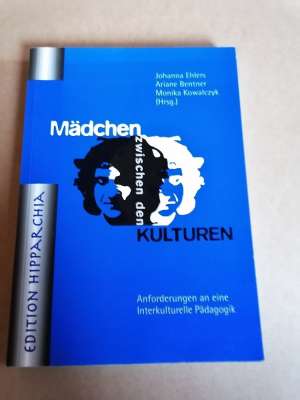 Johanna Ehlers
Ariane Bentner
Monika Kowalczyk
(Hrsg.)
Mädchen
zwischen den
KULTUREN
Anforderungen an eine
Interkulturelle Pädagogik
EDITION HIPPARCHIA